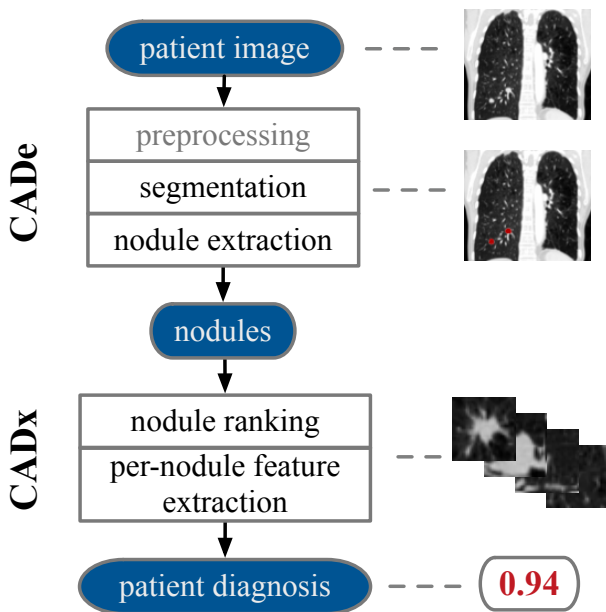 patient image
CADe
preprocessing
segmentation
nodule extraction
nodules
CADx
nodule ranking
per-nodule feature
extraction
patient diagnosis
0.94